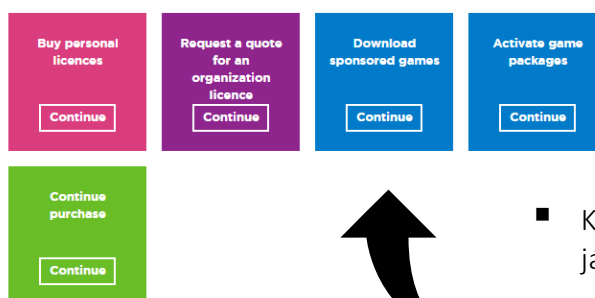 Buy personal
licences
Continue
Request a quote
for an
organization
licence
Continue
Download
sponsored games
Continue
Activate game
packages
Continue
Continue
purchase
Continue